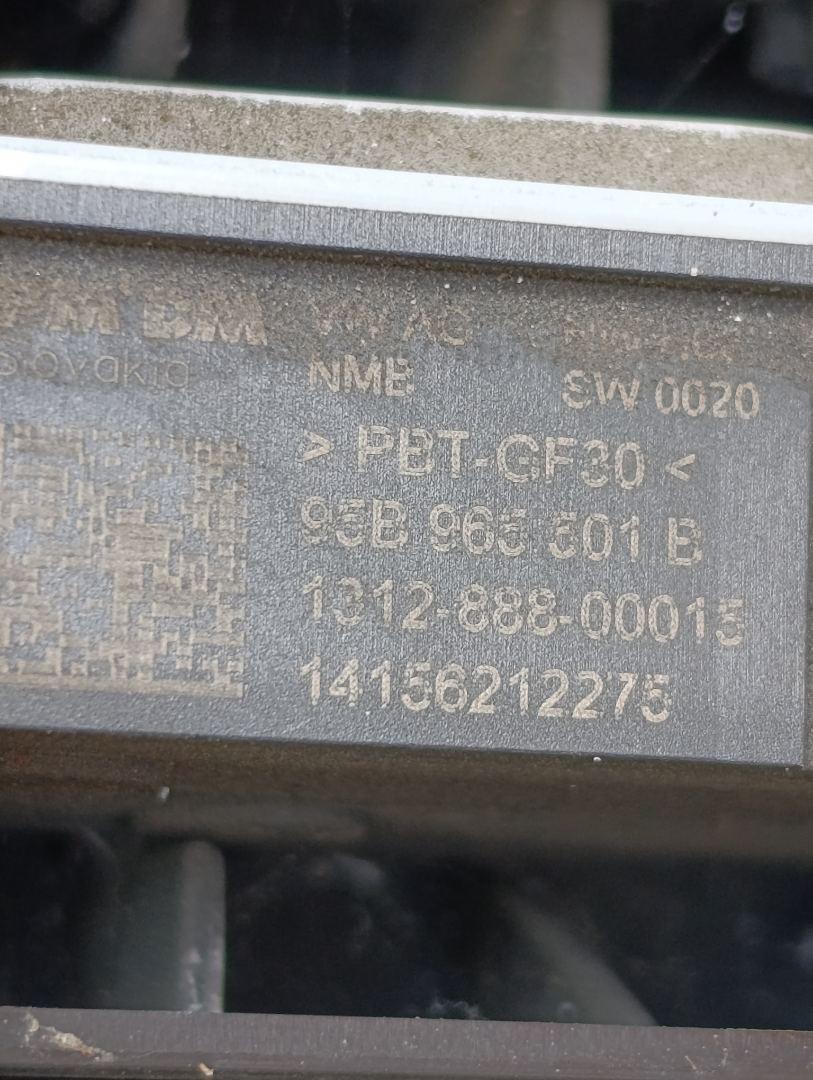 VW AG
Slovakia
NMB SW 0020
> PBT-GF30 <
95B 965 501 B
1312-888-00015
14156212275